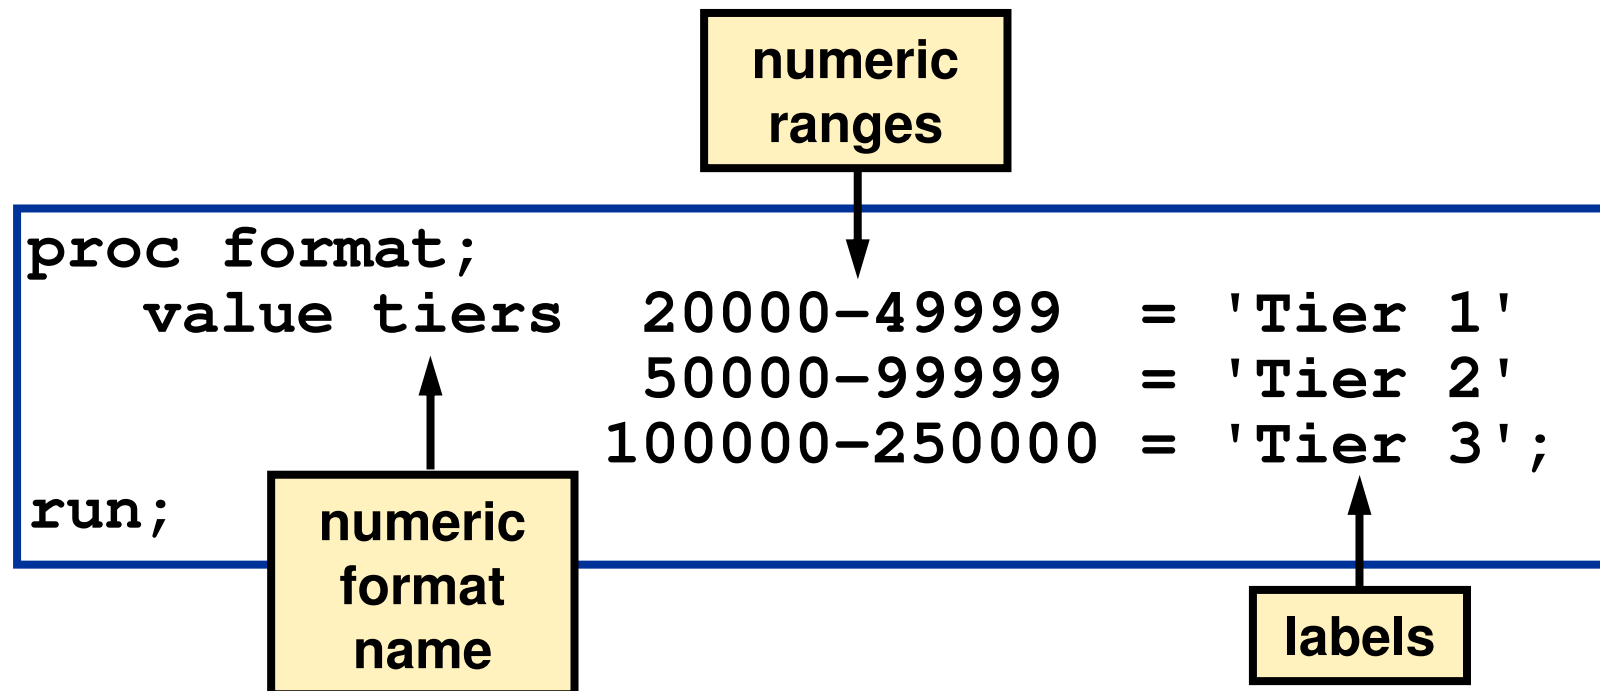 numeric
ranges
proc format;
value tiers 20000-49999 = 'Tier 1'
50000-99999 = 'Tier 2'
100000-250000 = 'Tier 3';
run;
numeric
format
name
labels